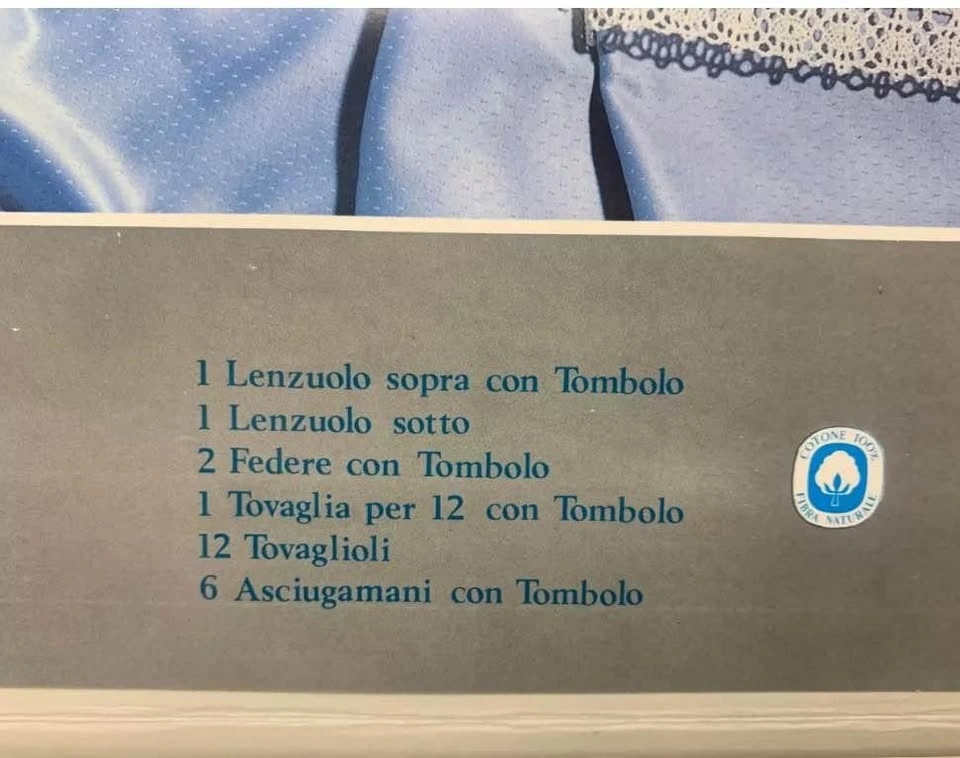 1 Lenzuolo sopra con Tombolo
1 Lenzuolo sotto
2 Federe con Tombolo
1 Tovaglia per 12 con Tombolo
12 Tovaglioli
6 Asciugamani con Tombolo
COTONE 100%
FIBRA NATURALE